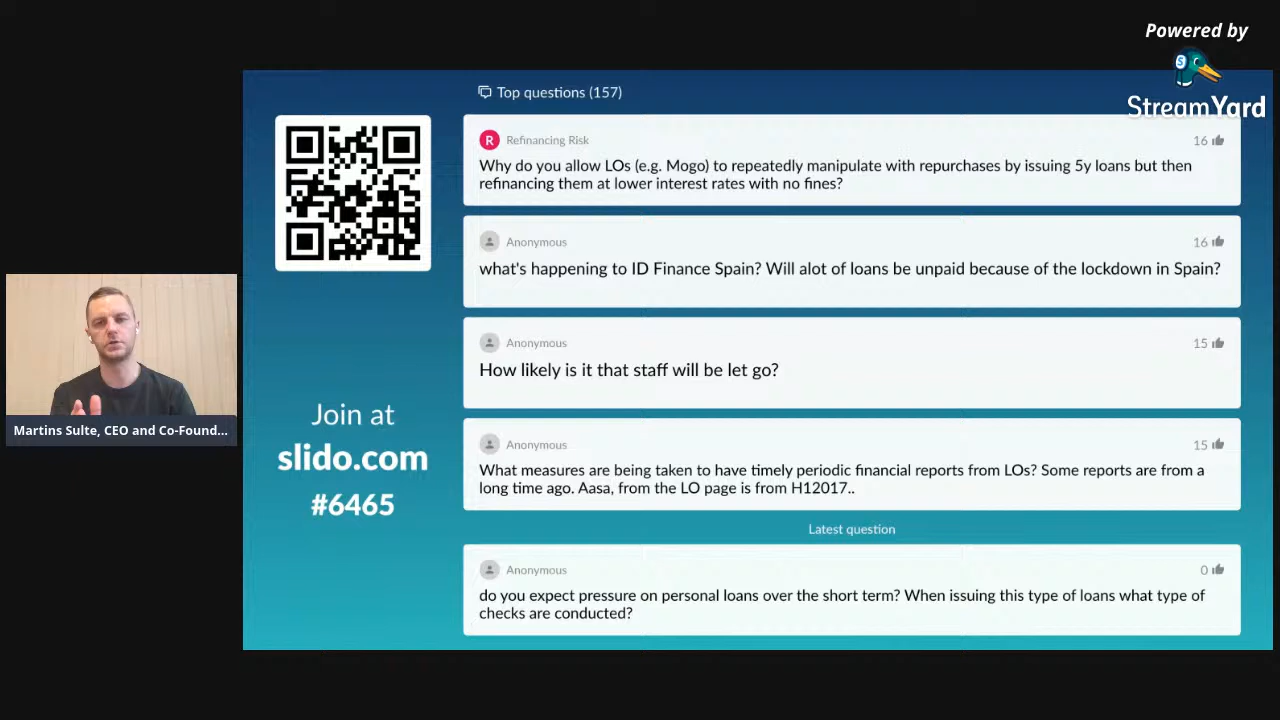 Powered by
StreamYard
Top questions (157)
R Refinancing Risk 16
Why do you allow LOs (e.g. Mogo) to repeatedly manipulate with repurchases by issuing 5y loans but then
refinancing them at lower interest rates with no fines?
Anonymous 16
what's happening to ID Finance Spain? Will alot of loans be unpaid because of the lockdown in Spain?
Anonymous 15
How likely is it that staff will be let go?
Anonymous 15
What measures are being taken to have timely periodic financial reports from LOs? Some reports are from a
long time ago. Aasa, from the LO page is from H12017..
Latest question
Anonymous 0
do you expect pressure on personal loans over the short term? When issuing this type of loans what type of
checks are conducted?
Join at
slido.com
#6465
Martins Sulte, CEO and Co-Found...